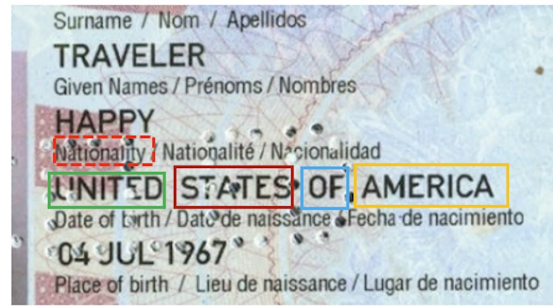 Surname / Nom / Apellidos
TRAVELER
Given Names / Prénoms / Nombres
HAPPY
Nationality / Nationalité / Nacionalidad
UNITED STATES OF AMERICA
Date of birth / Date de naissance / Fecha de nacimiento
04 JUL 1967
Place of birth / Lieu de naissance / Lugar de nacimiento